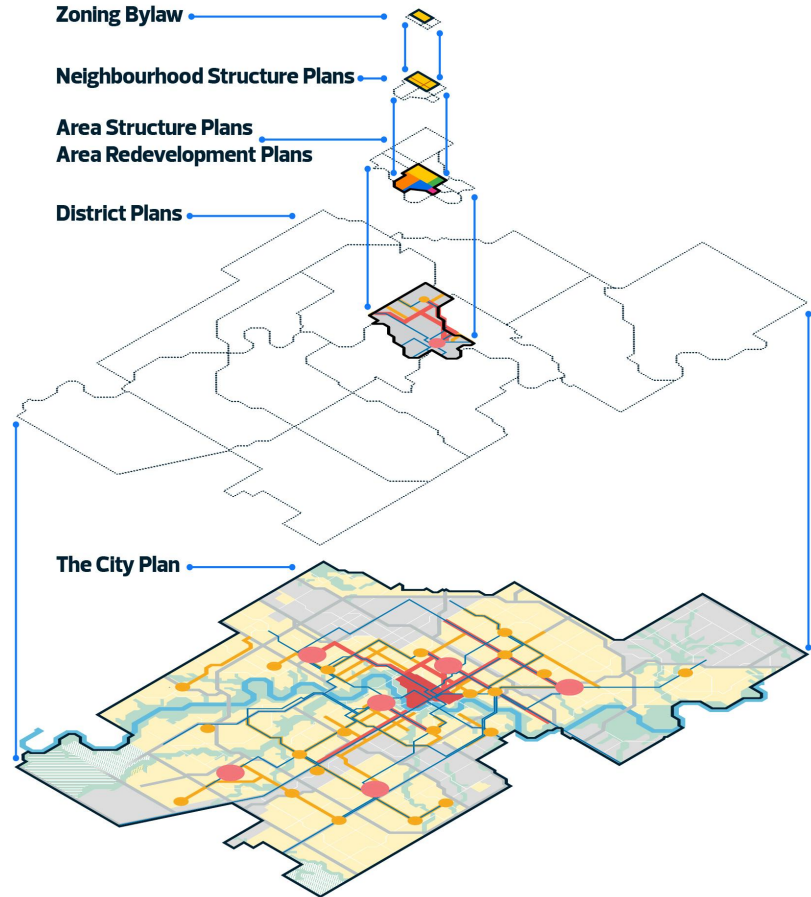 Zoning Bylaw
Neighbourhood Structure Plans
Area Structure Plans
Area Redevelopment Plans
District Plans
The City Plan